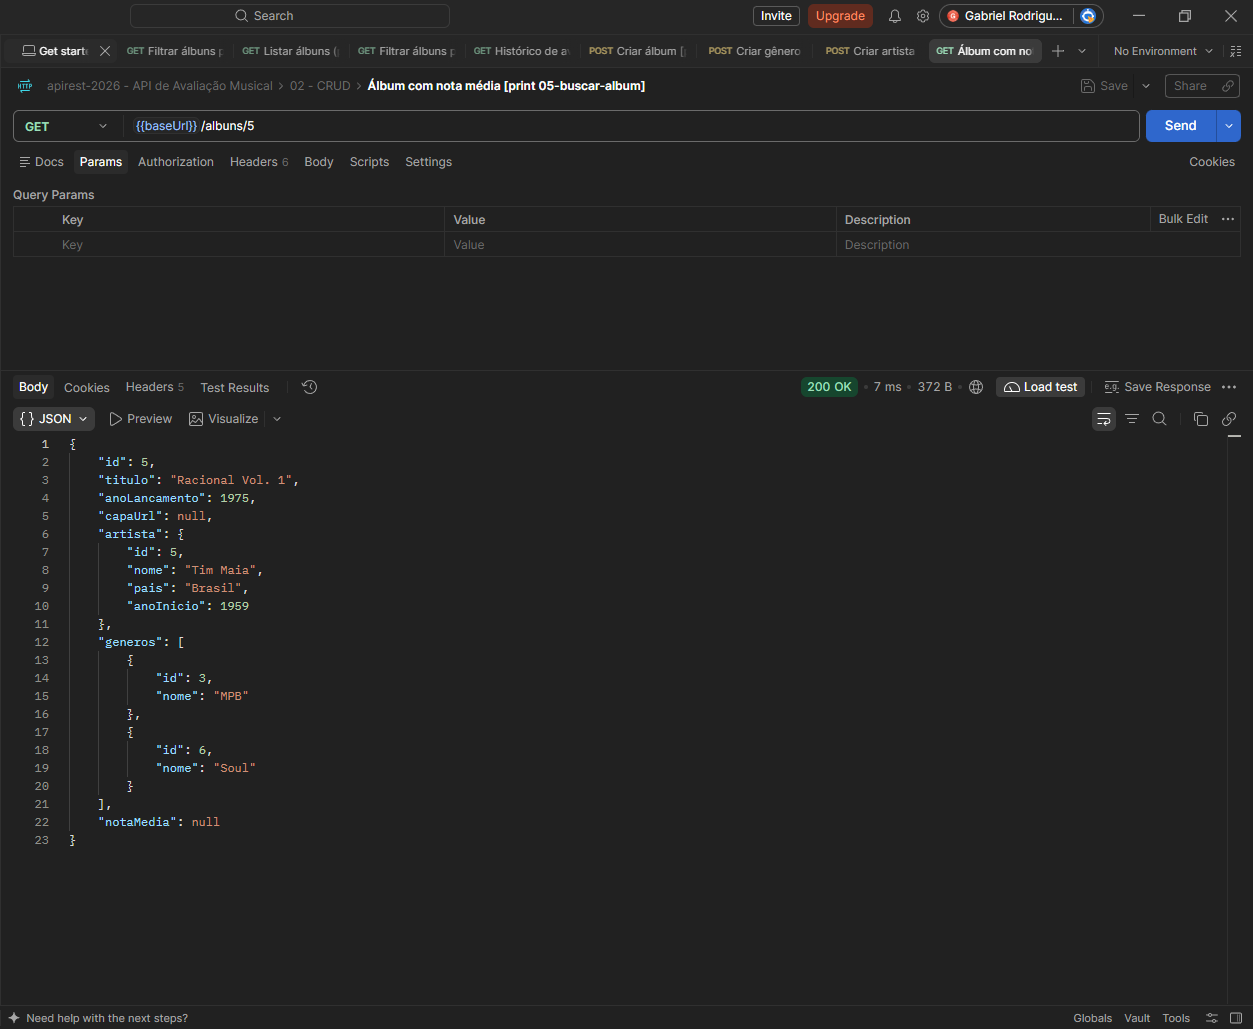 Search
Invite
Upgrade
Gabriel Rodrigu...
Get start
GET Filtrar álbuns p
GET Listar álbuns (
GET Filtrar álbuns p
GET Histórico de av
POST Criar álbum [
POST Criar gênero
POST Criar artista
GET Álbum com no
No Environment
HTTP
apirest-2026 - API de Avaliação Musical > 02 - CRUD > Álbum com nota média [print 05-buscar-album]
Save
Share
GET
{{baseUrl}} /albuns/5
Send
Docs
Params
Authorization
Headers 6
Body
Scripts
Settings
Cookies
Query Params
Key
Value
Description
Bulk Edit
Key
Value
Description
Body
Cookies
Headers 5
Test Results
200 OK
7 ms
372 B
Load test
e.g. Save Response
{} JSON
Preview
Visualize
1 {
2 "id": 5,
3 "titulo": "Racional Vol. 1",
4 "anoLancamento": 1975,
5 "capaUrl": null,
6 "artista": {
7 "id": 5,
8 "nome": "Tim Maia",
9 "pais": "Brasil",
10 "anoInicio": 1959
11 },
12 "generos": [
13 {
14 "id": 3,
15 "nome": "MPB"
16 },
17 {
18 "id": 6,
19 "nome": "Soul"
20 }
21 ],
22 "notaMedia": null
23 }
Need help with the next steps?
Globals
Vault
Tools